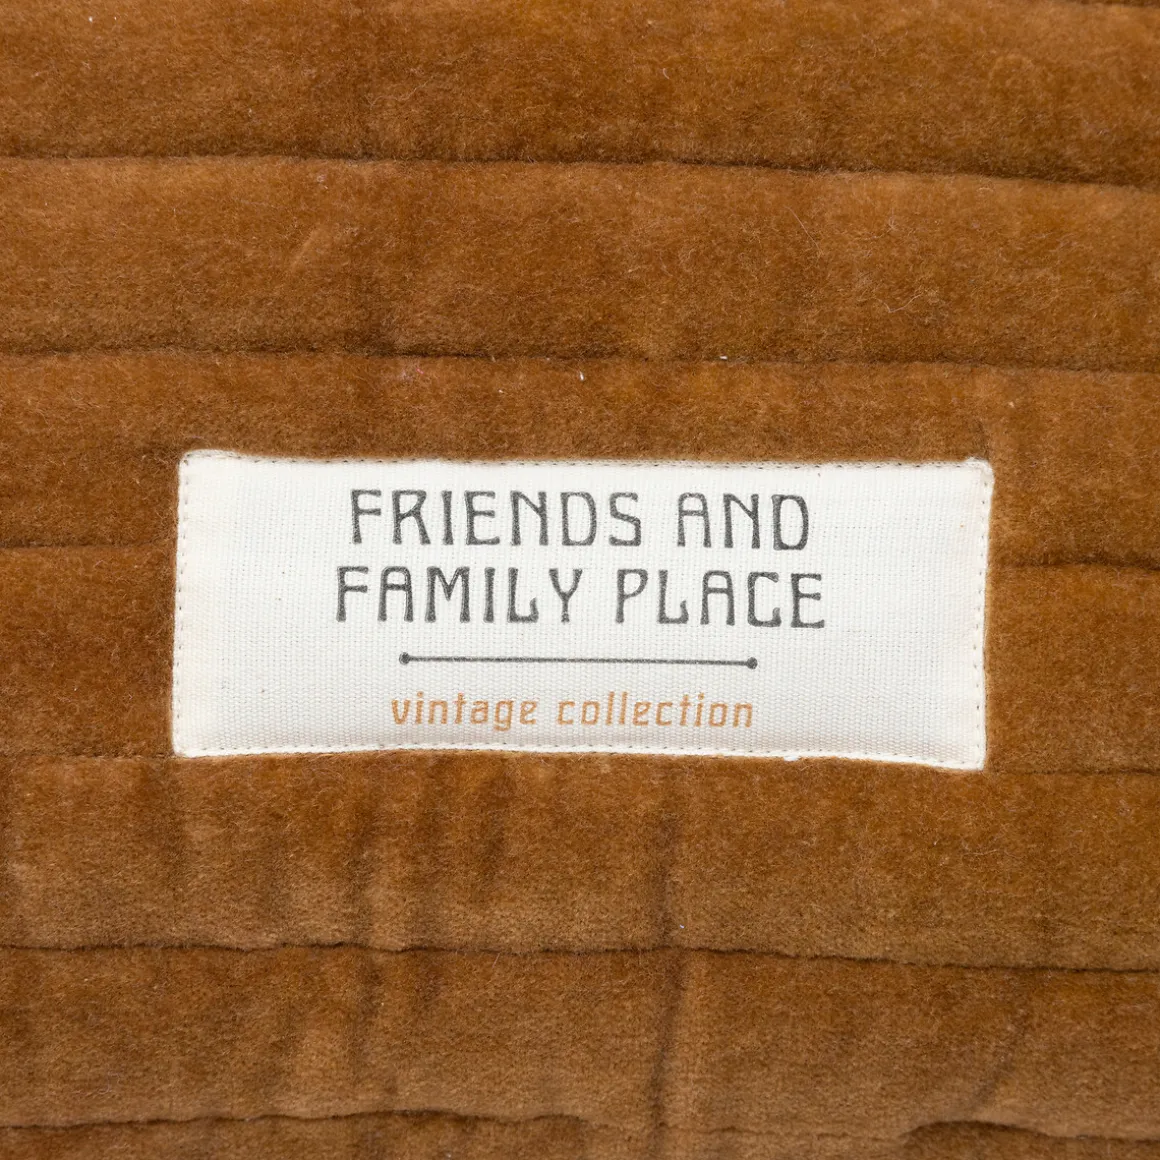 FRIENDS AND
FAMILY PLACE
vintage collection